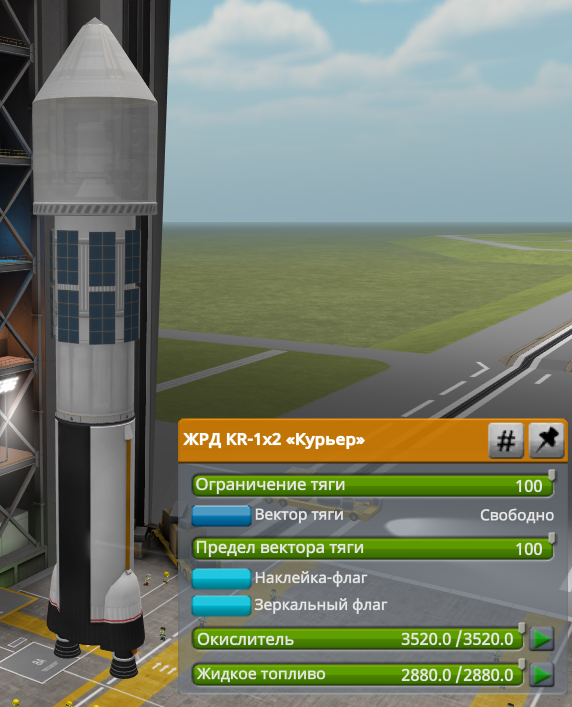 ЖРД KR-1x2 «Курьер»
#
Ограничение тяги 100
Вектор тяги Свободно
Предел вектора тяги 100
Наклейка-флаг
Зеркальный флаг
Окислитель 3520.0 /3520.0
Жидкое топливо 2880.0 /2880.0